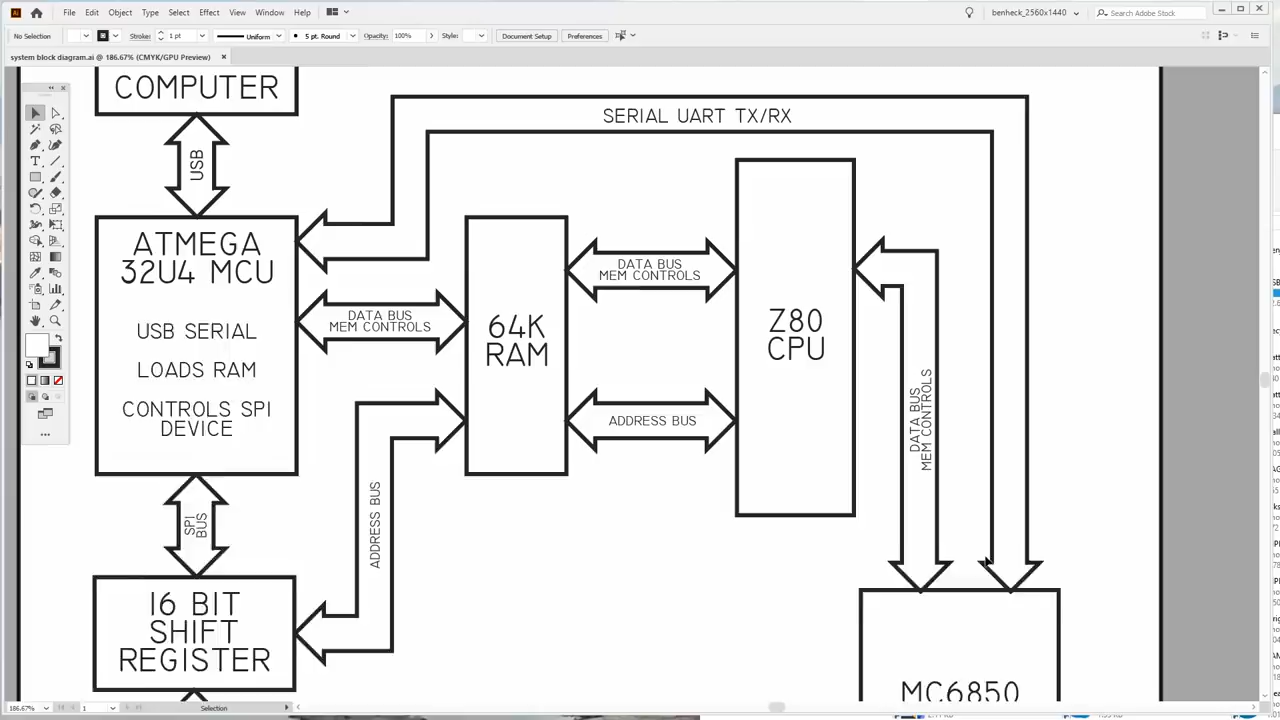 File Edit Object Type Select Effect View Window Help
benheck_2560x1440
Search Adobe Stock
No Selection
Stroke: 1 pt
Uniform
5 pt. Round
Opacity: 100%
Style:
Document Setup
Preferences
system block diagram.ai @ 186.67% (CMYK/GPU Preview)
COMPUTER
USB
SERIAL UART TX/RX
ATMEGA
32U4 MCU
USB SERIAL
LOADS RAM
CONTROLS SPI
DEVICE
DATA BUS
MEM CONTROLS
64K
RAM
DATA BUS
MEM CONTROLS
Z80
CPU
ADDRESS BUS
DATA BUS
MEM CONTROLS
ADDRESS BUS
SPI
BUS
16 BIT
SHIFT
REGISTER
MC6850
186.67%
1
Selection